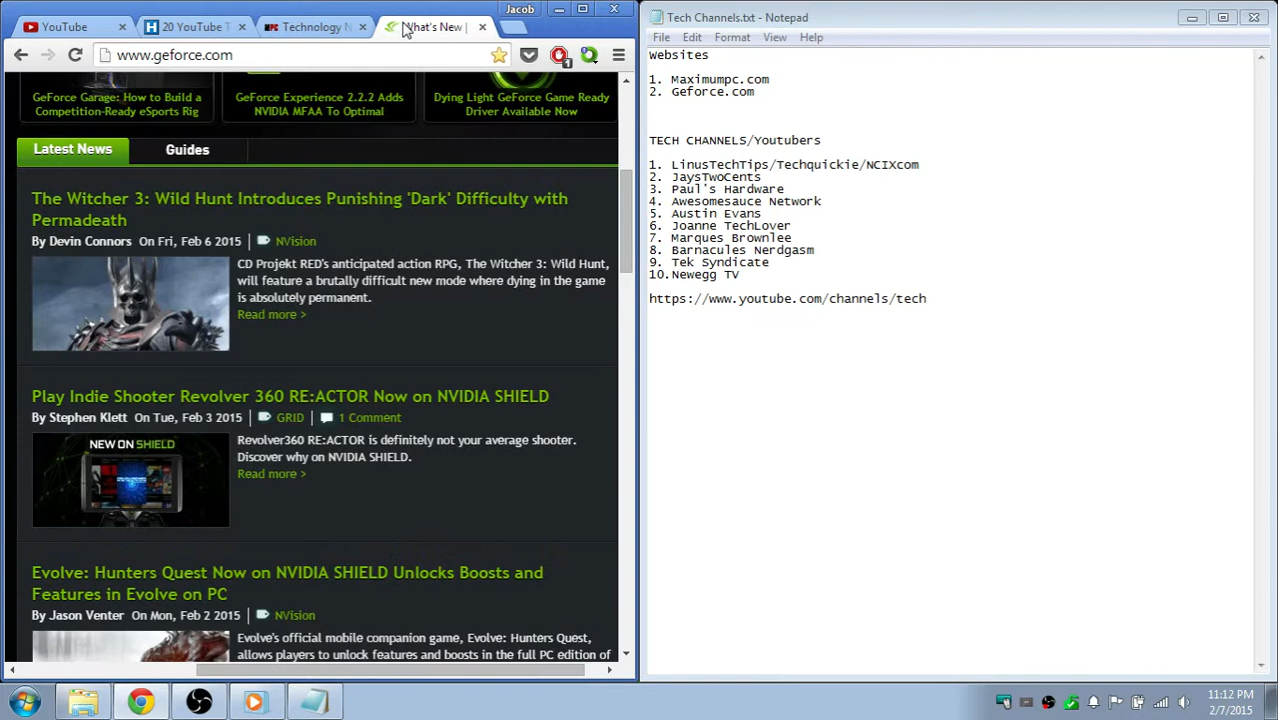 Jacob
YouTube
20 YouTube T
Technology N
What's New |
www.geforce.com
GeForce Garage: How to Build a
Competition-Ready eSports Rig
GeForce Experience 2.2.2 Adds
NVIDIA MFAA To Optimal
Dying Light GeForce Game Ready
Driver Available Now
Latest News
Guides
The Witcher 3: Wild Hunt Introduces Punishing 'Dark' Difficulty with
Permadeath
By Devin Connors On Fri, Feb 6 2015 | NVision
CD Projekt RED's anticipated action RPG, The Witcher 3: Wild Hunt,
will feature a brutally difficult new mode where dying in the game
is absolutely permanent.
Read more >
Play Indie Shooter Revolver 360 RE:ACTOR Now on NVIDIA SHIELD
By Stephen Klett On Tue, Feb 3 2015 | GRID | 1 Comment
NEW ON SHIELD
Revolver360 RE:ACTOR is definitely not your average shooter.
Discover why on NVIDIA SHIELD.
Read more >
Evolve: Hunters Quest Now on NVIDIA SHIELD Unlocks Boosts and
Features in Evolve on PC
By Jason Venter On Mon, Feb 2 2015 | NVision
Evolve's official mobile companion game, Evolve: Hunters Quest,
allows players to unlock features and boosts in the full PC edition of
Tech Channels.txt - Notepad
File Edit Format View Help
Websites
1. Maximumpc.com
2. Geforce.com
TECH CHANNELS/Youtubers
1. LinusTechTips/Techquickie/NCIXcom
2. JaysTwoCents
3. Paul's Hardware
4. Awesomesauce Network
5. Austin Evans
6. Joanne TechLover
7. Marques Brownlee
8. Barnacules Nerdgasm
9. Tek Syndicate
10.Newegg TV
https://www.youtube.com/channels/tech
11:12 PM
2/7/2015